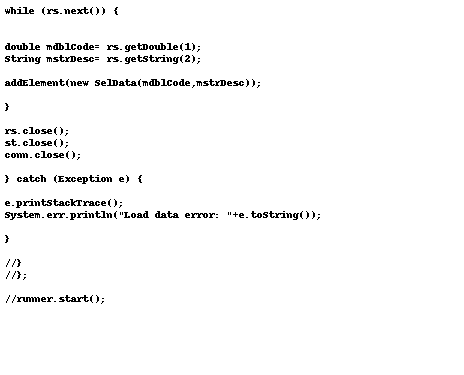 while (rs.next()) {
double mdblCode= rs.getDouble(1);
String mstrDesc= rs.getString(2);
addElement(new SelData(mdblCode,mstrDesc));
}
rs.close();
st.close();
conn.close();
} catch (Exception e) {
e.printStackTrace();
System.err.println("Load data error: "+e.toString());
}
//}
//};
//runner.start();